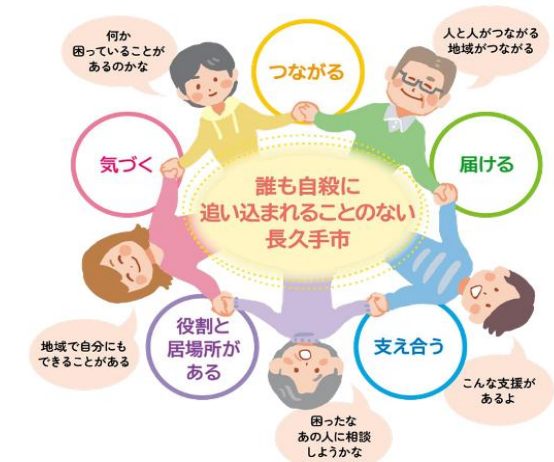 何か
困っていることが
あるのかな
つながる
人と人がつながる
地域がつながる
気づく
届ける
誰も自殺に
追い込まれることのない
長久手市
役割と
居場所が
ある
支え合う
地域で自分にも
できることがある
こんな支援が
あるよ
困ったな
あの人に相談
しようかな